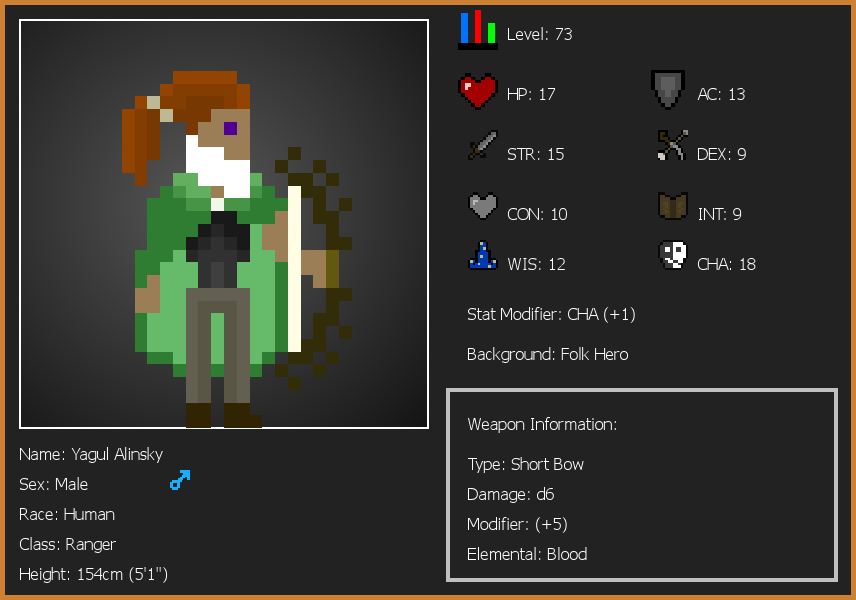 Level: 73
HP: 17
AC: 13
STR: 15
DEX: 9
CON: 10
INT: 9
WIS: 12
CHA: 18
Stat Modifier: CHA (+1)
Background: Folk Hero
Weapon Information:
Type: Short Bow
Damage: d6
Modifier: (+5)
Elemental: Blood
Name: Yagul Alinsky
Sex: Male
Race: Human
Class: Ranger
Height: 154cm (5'1")